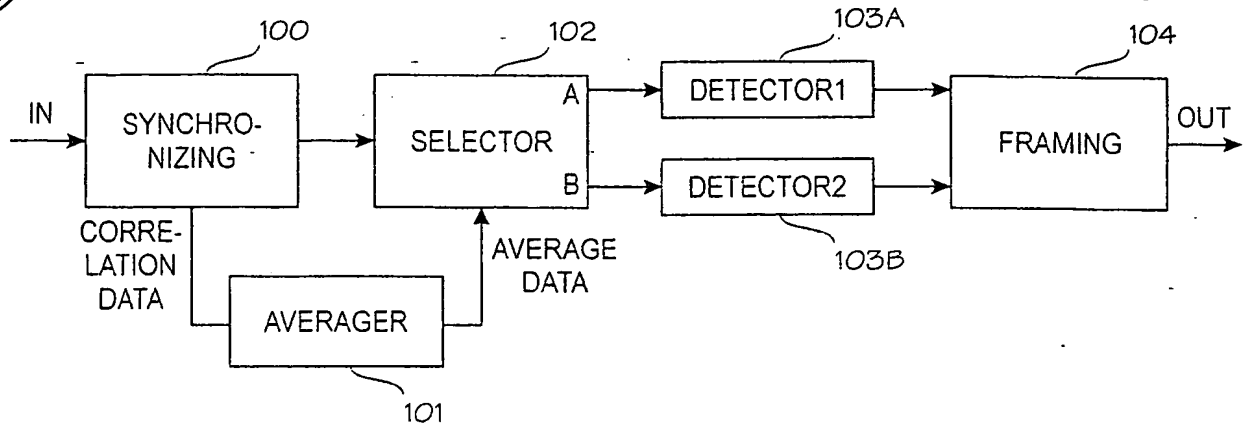 100
102
103A
104
IN
SYNCHRO-
NIZING
SELECTOR
A
B
DETECTOR1
DETECTOR2
FRAMING
OUT
CORRE-
LATION
DATA
AVERAGER
AVERAGE
DATA
103B
101